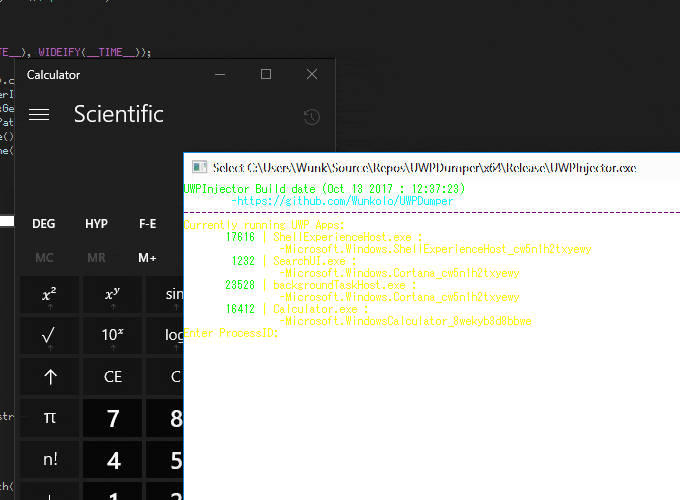 TE__), WIDEIFY(__TIME__));
Calculator
Scientific
Select C:\Users\Wunk\Source\Repos\UWPDumper\x64\Release\UWPInjector.exe
UWPInjector Build date (Oct 13 2017 : 12:37:23)
-https://github.com/Wunkolo/UWPDumper
Currently running UWP Apps:
17616 | ShellExperienceHost.exe :
-Microsoft.Windows.ShellExperienceHost_cw5n1h2txyewy
1232 | SearchUI.exe :
-Microsoft.Windows.Cortana_cw5n1h2txyewy
23528 | backgroundTaskHost.exe :
-Microsoft.Windows.Cortana_cw5n1h2txyewy
16412 | Calculator.exe :
-Microsoft.WindowsCalculator_8wekyb3d8bbwe
Enter ProcessID:
DEG HYP F-E
MC MR M+
x² xʸ sin
√ 10ˣ log
↑ CE C
π 7 8
n! 4 5
1 2